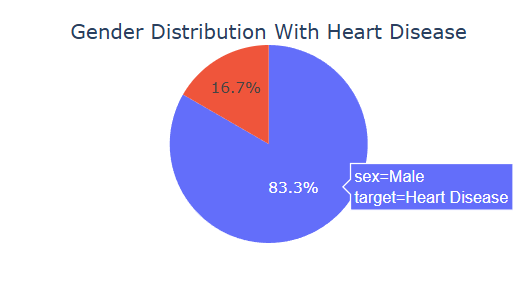 Gender Distribution With Heart Disease
16.7%
83.3%
sex=Male
target=Heart Disease